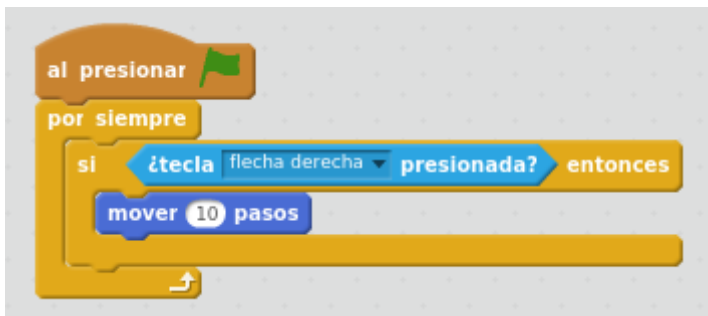 al presionar
por siempre
si ¿tecla flecha derecha presionada? entonces
mover 10 pasos